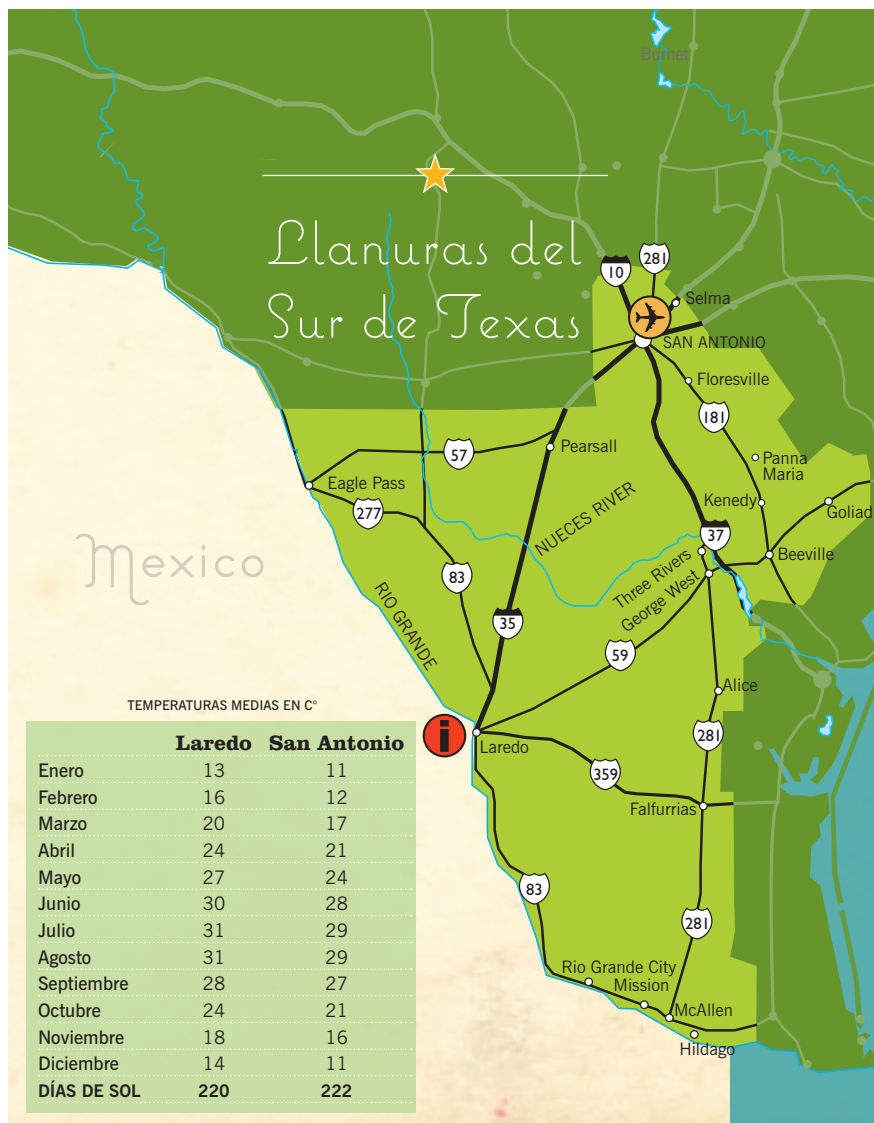 Burnet
Llanuras del
Sur de Texas
10
281
Selma
SAN ANTONIO
Floresville
181
Pearsall
57
Panna
Maria
Eagle Pass
277
NUECES RIVER
Kenedy
Goliad
37
Beeville
Mexico
83
Three Rivers
George West
RIO GRANDE
35
59
Alice
TEMPERATURAS MEDIAS EN C°
Laredo
281
359
Falfurrias
Laredo San Antonio
Enero 13 11
Febrero 16 12
Marzo 20 17
Abril 24 21
Mayo 27 24
Junio 30 28
Julio 31 29
Agosto 31 29
Septiembre 28 27
Octubre 24 21
Noviembre 18 16
Diciembre 14 11
DÍAS DE SOL 220 222
83
281
Rio Grande City
Mission
McAllen
Hildago
i